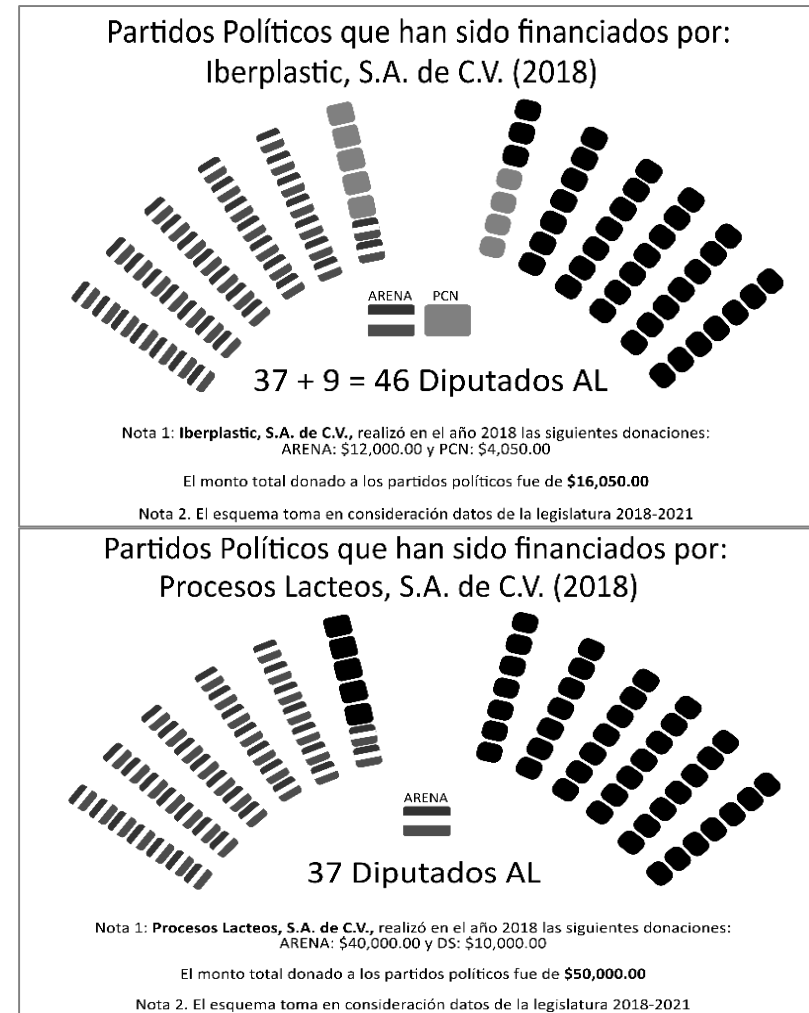 Partidos Políticos que han sido financiados por:
Iberplastic, S.A. de C.V. (2018)
ARENA PCN
37 + 9 = 46 Diputados AL
Nota 1: Iberplastic, S.A. de C.V., realizó en el año 2018 las siguientes donaciones:
ARENA: $12,000.00 y PCN: $4,050.00
El monto total donado a los partidos políticos fue de $16,050.00
Nota 2. El esquema toma en consideración datos de la legislatura 2018-2021
Partidos Políticos que han sido financiados por:
Procesos Lacteos, S.A. de C.V. (2018)
ARENA
37 Diputados AL
Nota 1: Procesos Lacteos, S.A. de C.V., realizó en el año 2018 las siguientes donaciones:
ARENA: $40,000.00 y DS: $10,000.00
El monto total donado a los partidos políticos fue de $50,000.00
Nota 2. El esquema toma en consideración datos de la legislatura 2018-2021